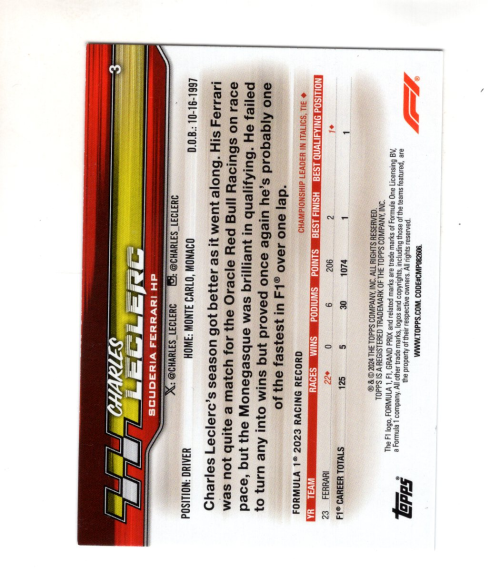 3
CHARLES
LECLERC
SCUDERIA FERRARI HP
X: @CHARLES_LECLERC @CHARLES_LECLERC
POSITION: DRIVER HOME: MONTE CARLO, MONACO D.O.B.: 10-16-1997
Charles Leclerc's season got better as it went along. His Ferrari
was not quite a match for the Oracle Red Bull Racings on race
pace, but the Monegasque was brilliant in qualifying. He failed
to turn any into wins but proved once again he's probably one
of the fastest in F1® over one lap.
FORMULA 1® 2023 RACING RECORD CHAMPIONSHIP LEADER IN ITALICS, TIE ♦
YR TEAM RACES WINS PODIUMS POINTS BEST FINISH BEST QUALIFYING POSITION
23 FERRARI 22♦ 0 6 206 2 1♦
F1® CAREER TOTALS 125 5 30 1074 1 1
topps®
® & © 2024 THE TOPPS COMPANY, INC. ALL RIGHTS RESERVED.
TOPPS IS A REGISTERED TRADEMARK OF THE TOPPS COMPANY, INC.
The F1 logo, FORMULA 1, F1, GRAND PRIX and related marks are trade marks of Formula One Licensing BV,
a Formula 1 company. All other trade marks, logos and copyrights, including those of the teams featured, are
the property of their respective owners. All rights reserved.
WWW.TOPPS.COM.
F1®